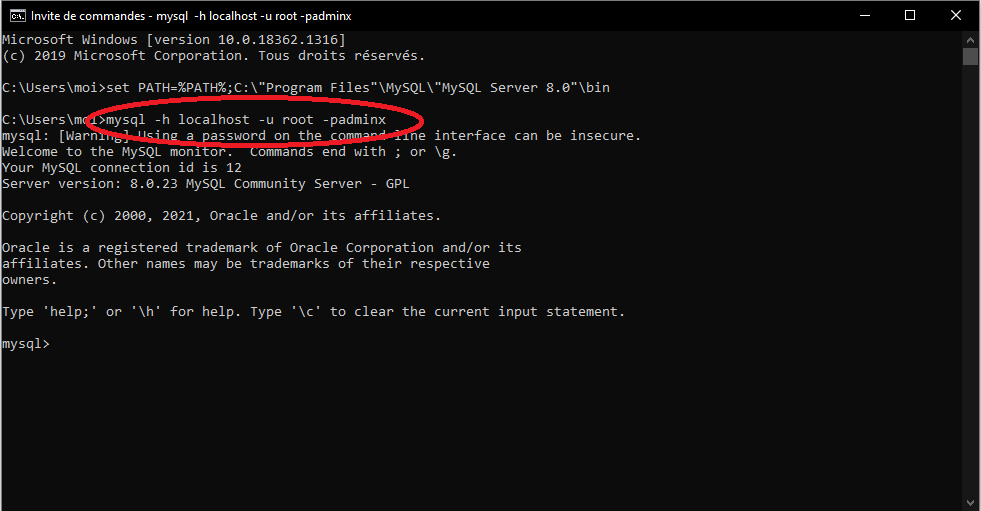 Invite de commandes - mysql  -h localhost -u root -padminx
Microsoft Windows [version 10.0.18362.1316]
(c) 2019 Microsoft Corporation. Tous droits réservés.
C:\Users\moi>set PATH=%PATH%;C:\"Program Files"\MySQL\"MySQL Server 8.0"\bin
C:\Users\moi>mysql -h localhost -u root -padminx
mysql: [Warning] Using a password on the command line interface can be insecure.
Welcome to the MySQL monitor.  Commands end with ; or \g.
Your MySQL connection id is 12
Server version: 8.0.23 MySQL Community Server - GPL
Copyright (c) 2000, 2021, Oracle and/or its affiliates.
Oracle is a registered trademark of Oracle Corporation and/or its
affiliates. Other names may be trademarks of their respective
owners.
Type 'help;' or '\h' for help. Type '\c' to clear the current input statement.
mysql>